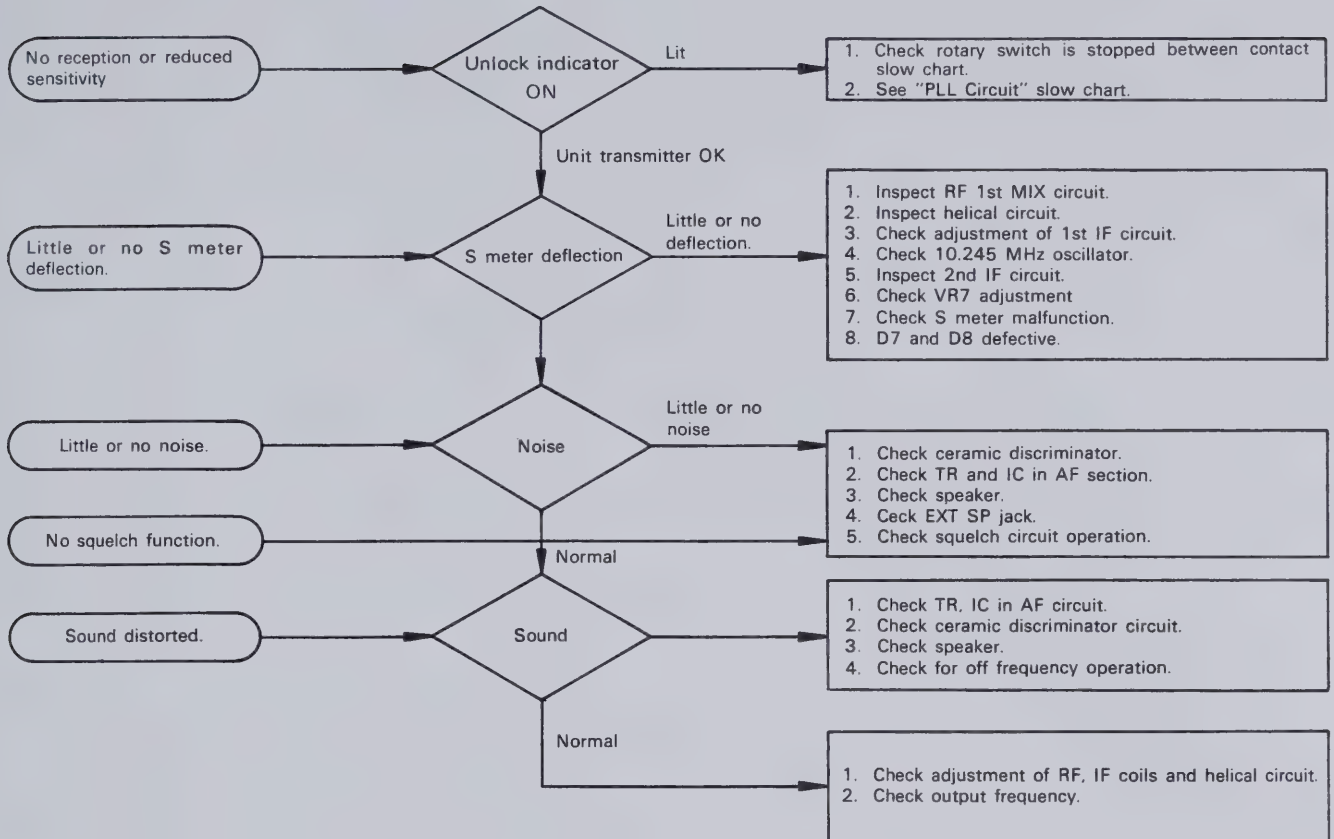 No reception or reduced
sensitivity
Unlock indicator
ON
Lit
1. Check rotary switch is stopped between contact
slow chart.
2. See "PLL Circuit" slow chart.
Unit transmitter OK
Little or no S meter
deflection.
S meter deflection
Little or no
deflection.
1. Inspect RF 1st MIX circuit.
2. Inspect helical circuit.
3. Check adjustment of 1st IF circuit.
4. Check 10.245 MHz oscillator.
5. Inspect 2nd IF circuit.
6. Check VR7 adjustment
7. Check S meter malfunction.
8. D7 and D8 defective.
Little or no noise.
Noise
Little or no
noise
1. Check ceramic discriminator.
2. Check TR and IC in AF section.
3. Check speaker.
4. Ceck EXT SP jack.
5. Check squelch circuit operation.
No squelch function.
Normal
Sound distorted.
Sound
1. Check TR, IC in AF circuit.
2. Check ceramic discriminator circuit.
3. Check speaker.
4. Check for off frequency operation.
Normal
1. Check adjustment of RF, IF coils and helical circuit.
2. Check output frequency.